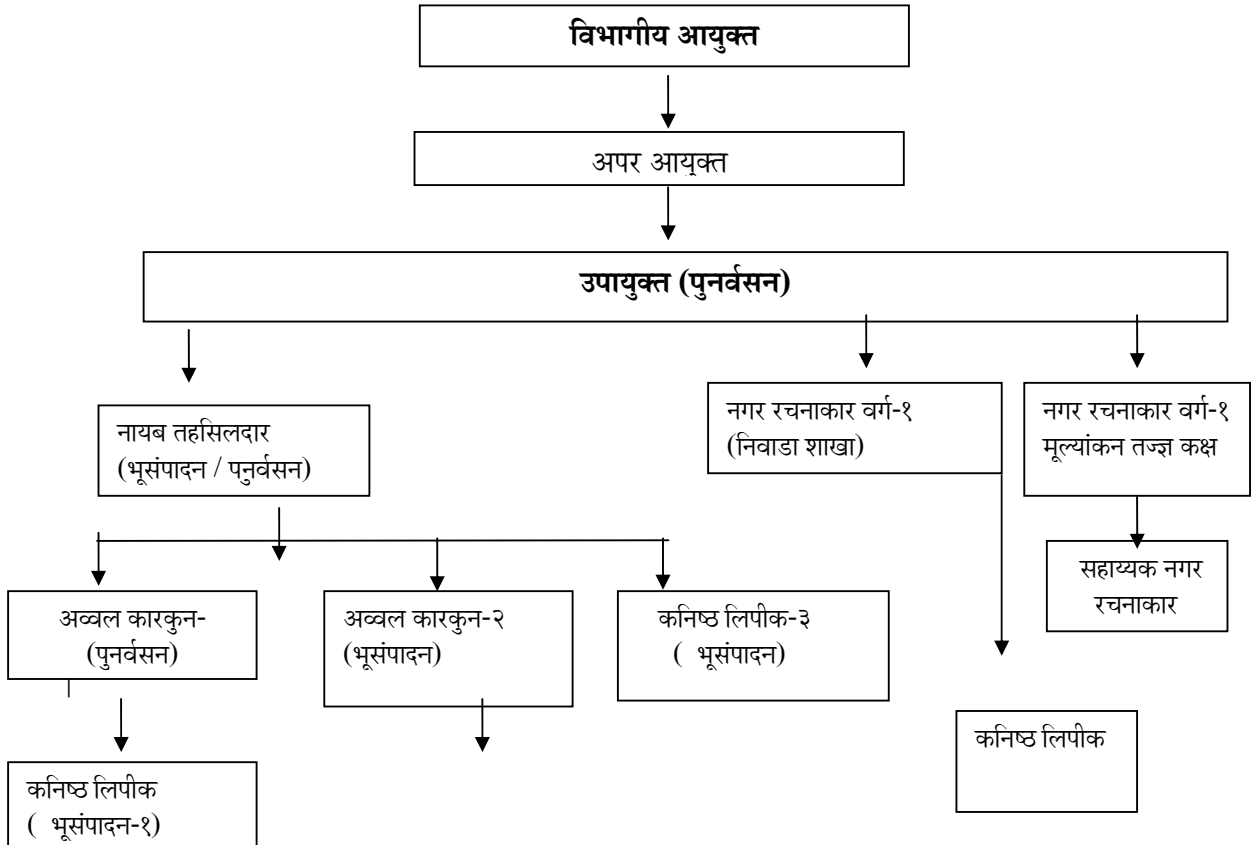 विभागीय आयुक्त
अपर आयुक्त
उपायुक्त (पुनर्वसन)
नायब तहसिलदार
(भूसंपादन / पनुर्वसन)
नगर रचनाकार वर्ग-१
(निवाडा शाखा)
नगर रचनाकार वर्ग-१
मूल्यांकन तज्ज्ञ कक्ष
सहाय्यक नगर
रचनाकार
अव्वल कारकुन-
(पुनर्वसन)
अव्वल कारकुन-२
(भूसंपादन)
कनिष्ठ लिपीक-३
( भूसंपादन)
कनिष्ठ लिपीक
कनिष्ठ लिपीक
( भूसंपादन-१)